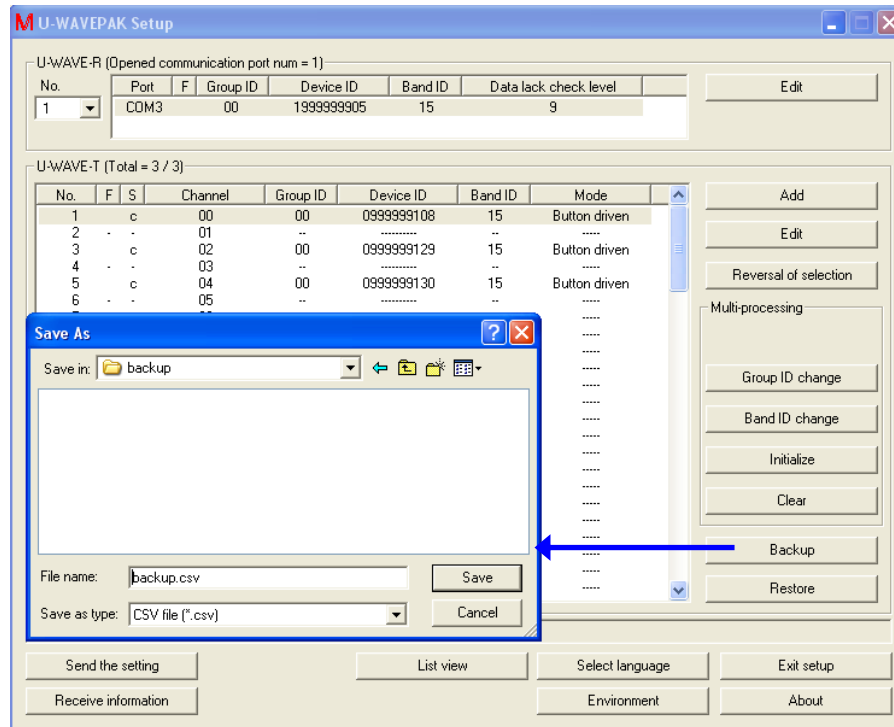 M U-WAVEPAK Setup
U-WAVE-R (Opened communication port num = 1)
No. Port F Group ID Device ID Band ID Data lack check level Edit
1 COM3 00 1999999905 15 9
U-WAVE-T (Total = 3 / 3)
No. F S Channel Group ID Device ID Band ID Mode Add
1 c 00 00 0999999108 15 Button driven
2 - - 01 -- ---------- -- -----
Edit
3 c 02 00 0999999129 15 Button driven
4 - - 03 -- ---------- -- -----
5 c 04 00 0999999130 15 Button driven
Reversal of selection
6 - - 05 -- ---------- -- -----
Multi-processing
Save As
Save in: backup
Group ID change
Band ID change
Initialize
Clear
Backup
File name: backup.csv Save
Restore
Save as type: CSV file (*.csv) Cancel
Send the setting List view Select language Exit setup
Receive information Environment About